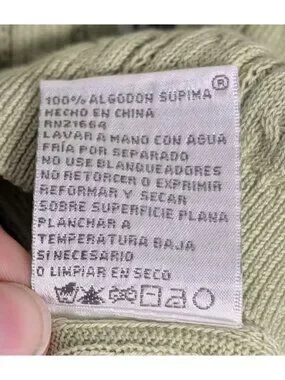 100% ALGODON SUPIMA®
HECHO EN CHINA
RN21664
LAVAR A MANO CON AGUA
FRÍA POR SEPARADO
NO USE BLANQUEADORES
NO RETORCER O EXPRIMIR
REFORMAR Y SECAR
SOBRE SUPERFICIE PLANA
PLANCHAR A
TEMPERATURA BAJA
SI NECESARIO
O LIMPIAR EN SECO